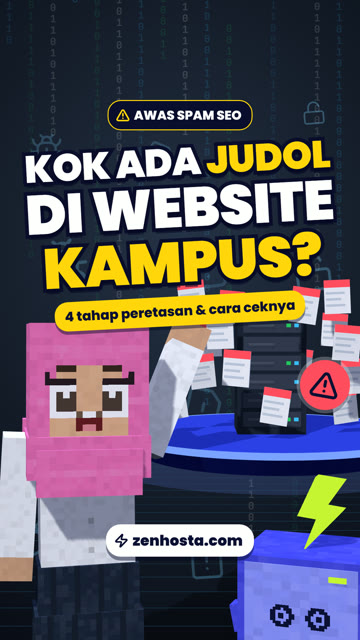 AWAS SPAM SEO
KOK ADA JUDOL
DI WEBSITE
KAMPUS?
4 tahap peretasan & cara ceknya
zenhosta.com